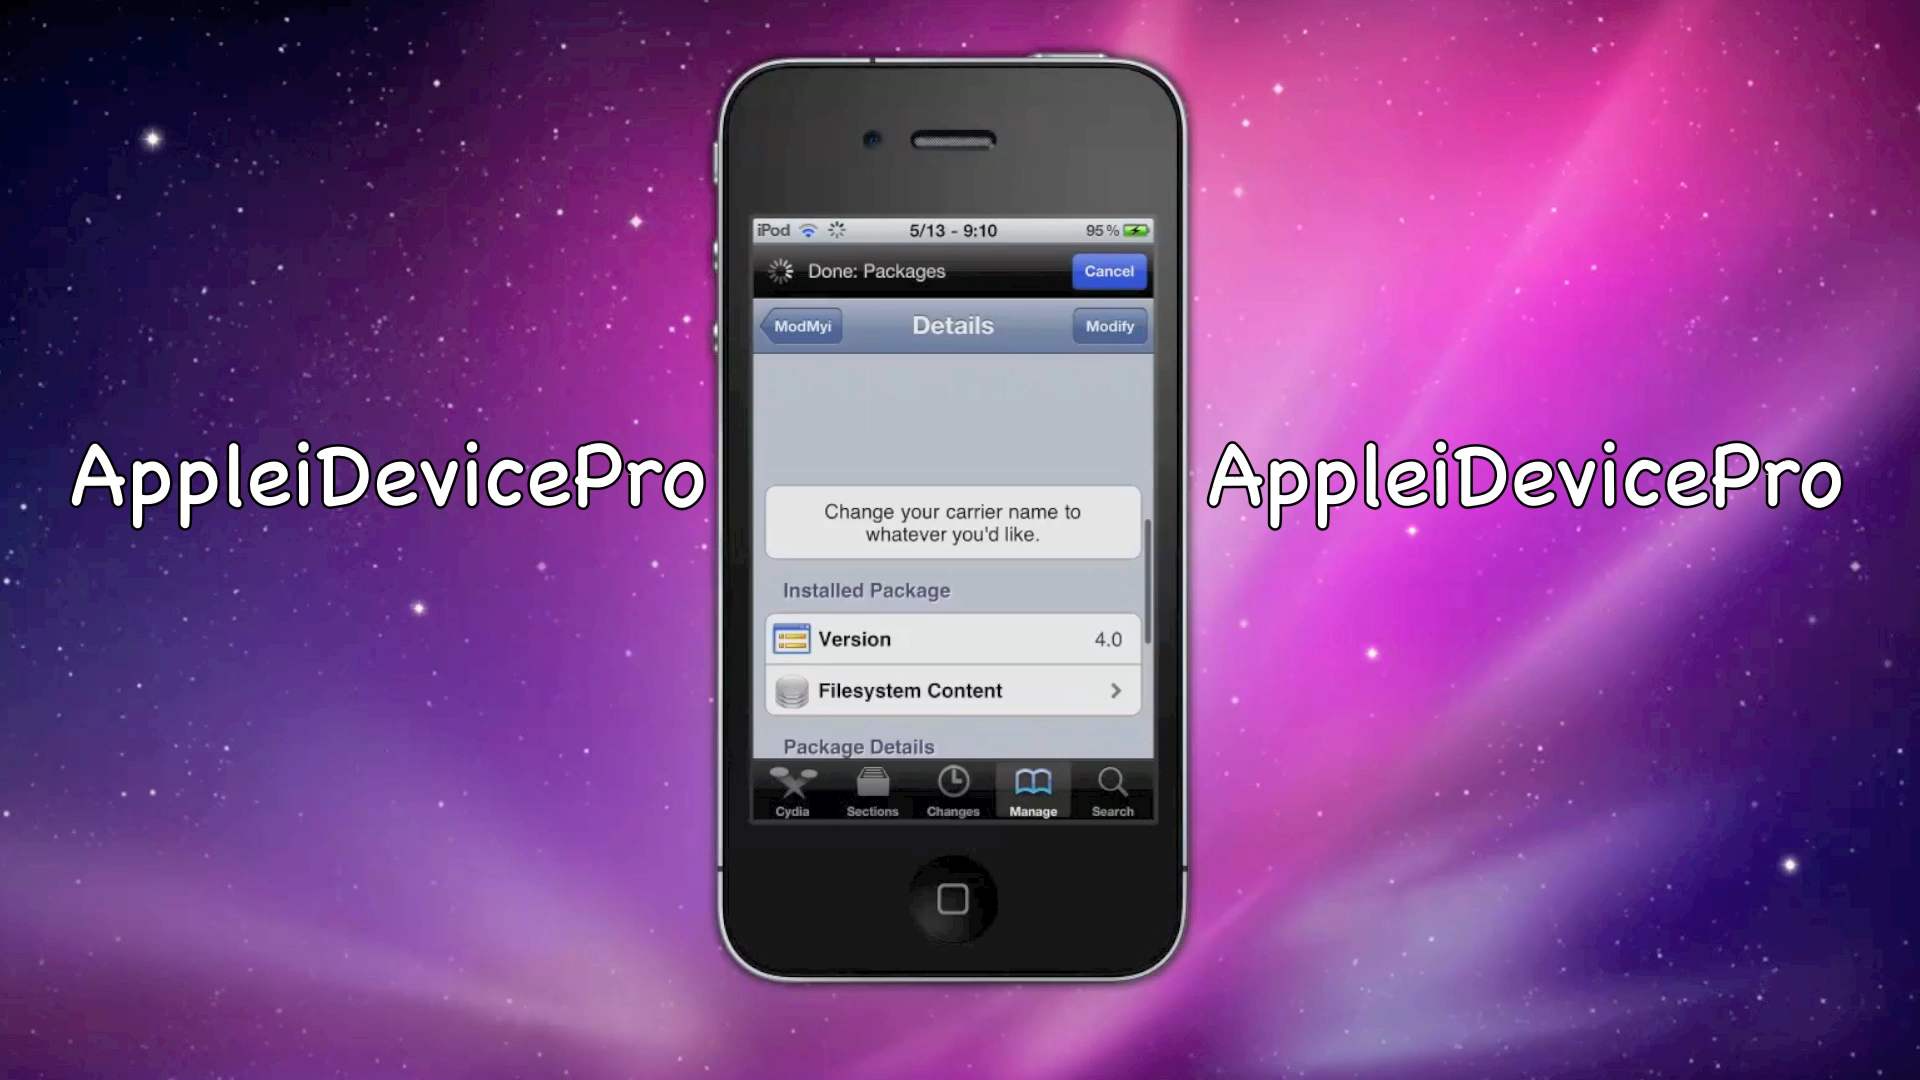 iPod 5/13 - 9:10 95%
Done: Packages Cancel
ModMyi Details Modify
AppleiDevicePro AppleiDevicePro
Change your carrier name to
whatever you'd like.
Installed Package
Version 4.0
Filesystem Content
Package Details
Cydia Sections Changes Manage Search